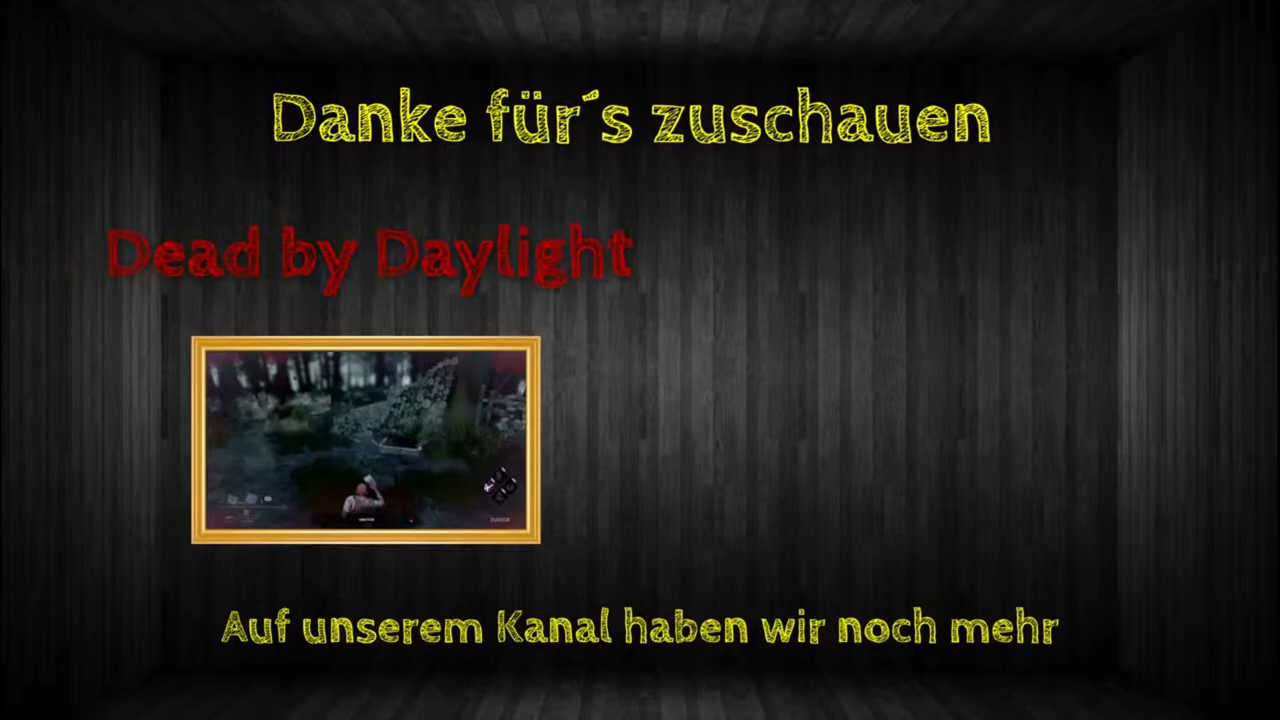 Danke für´s zuschauen
Dead by Daylight
Auf unserem Kanal haben wir noch mehr